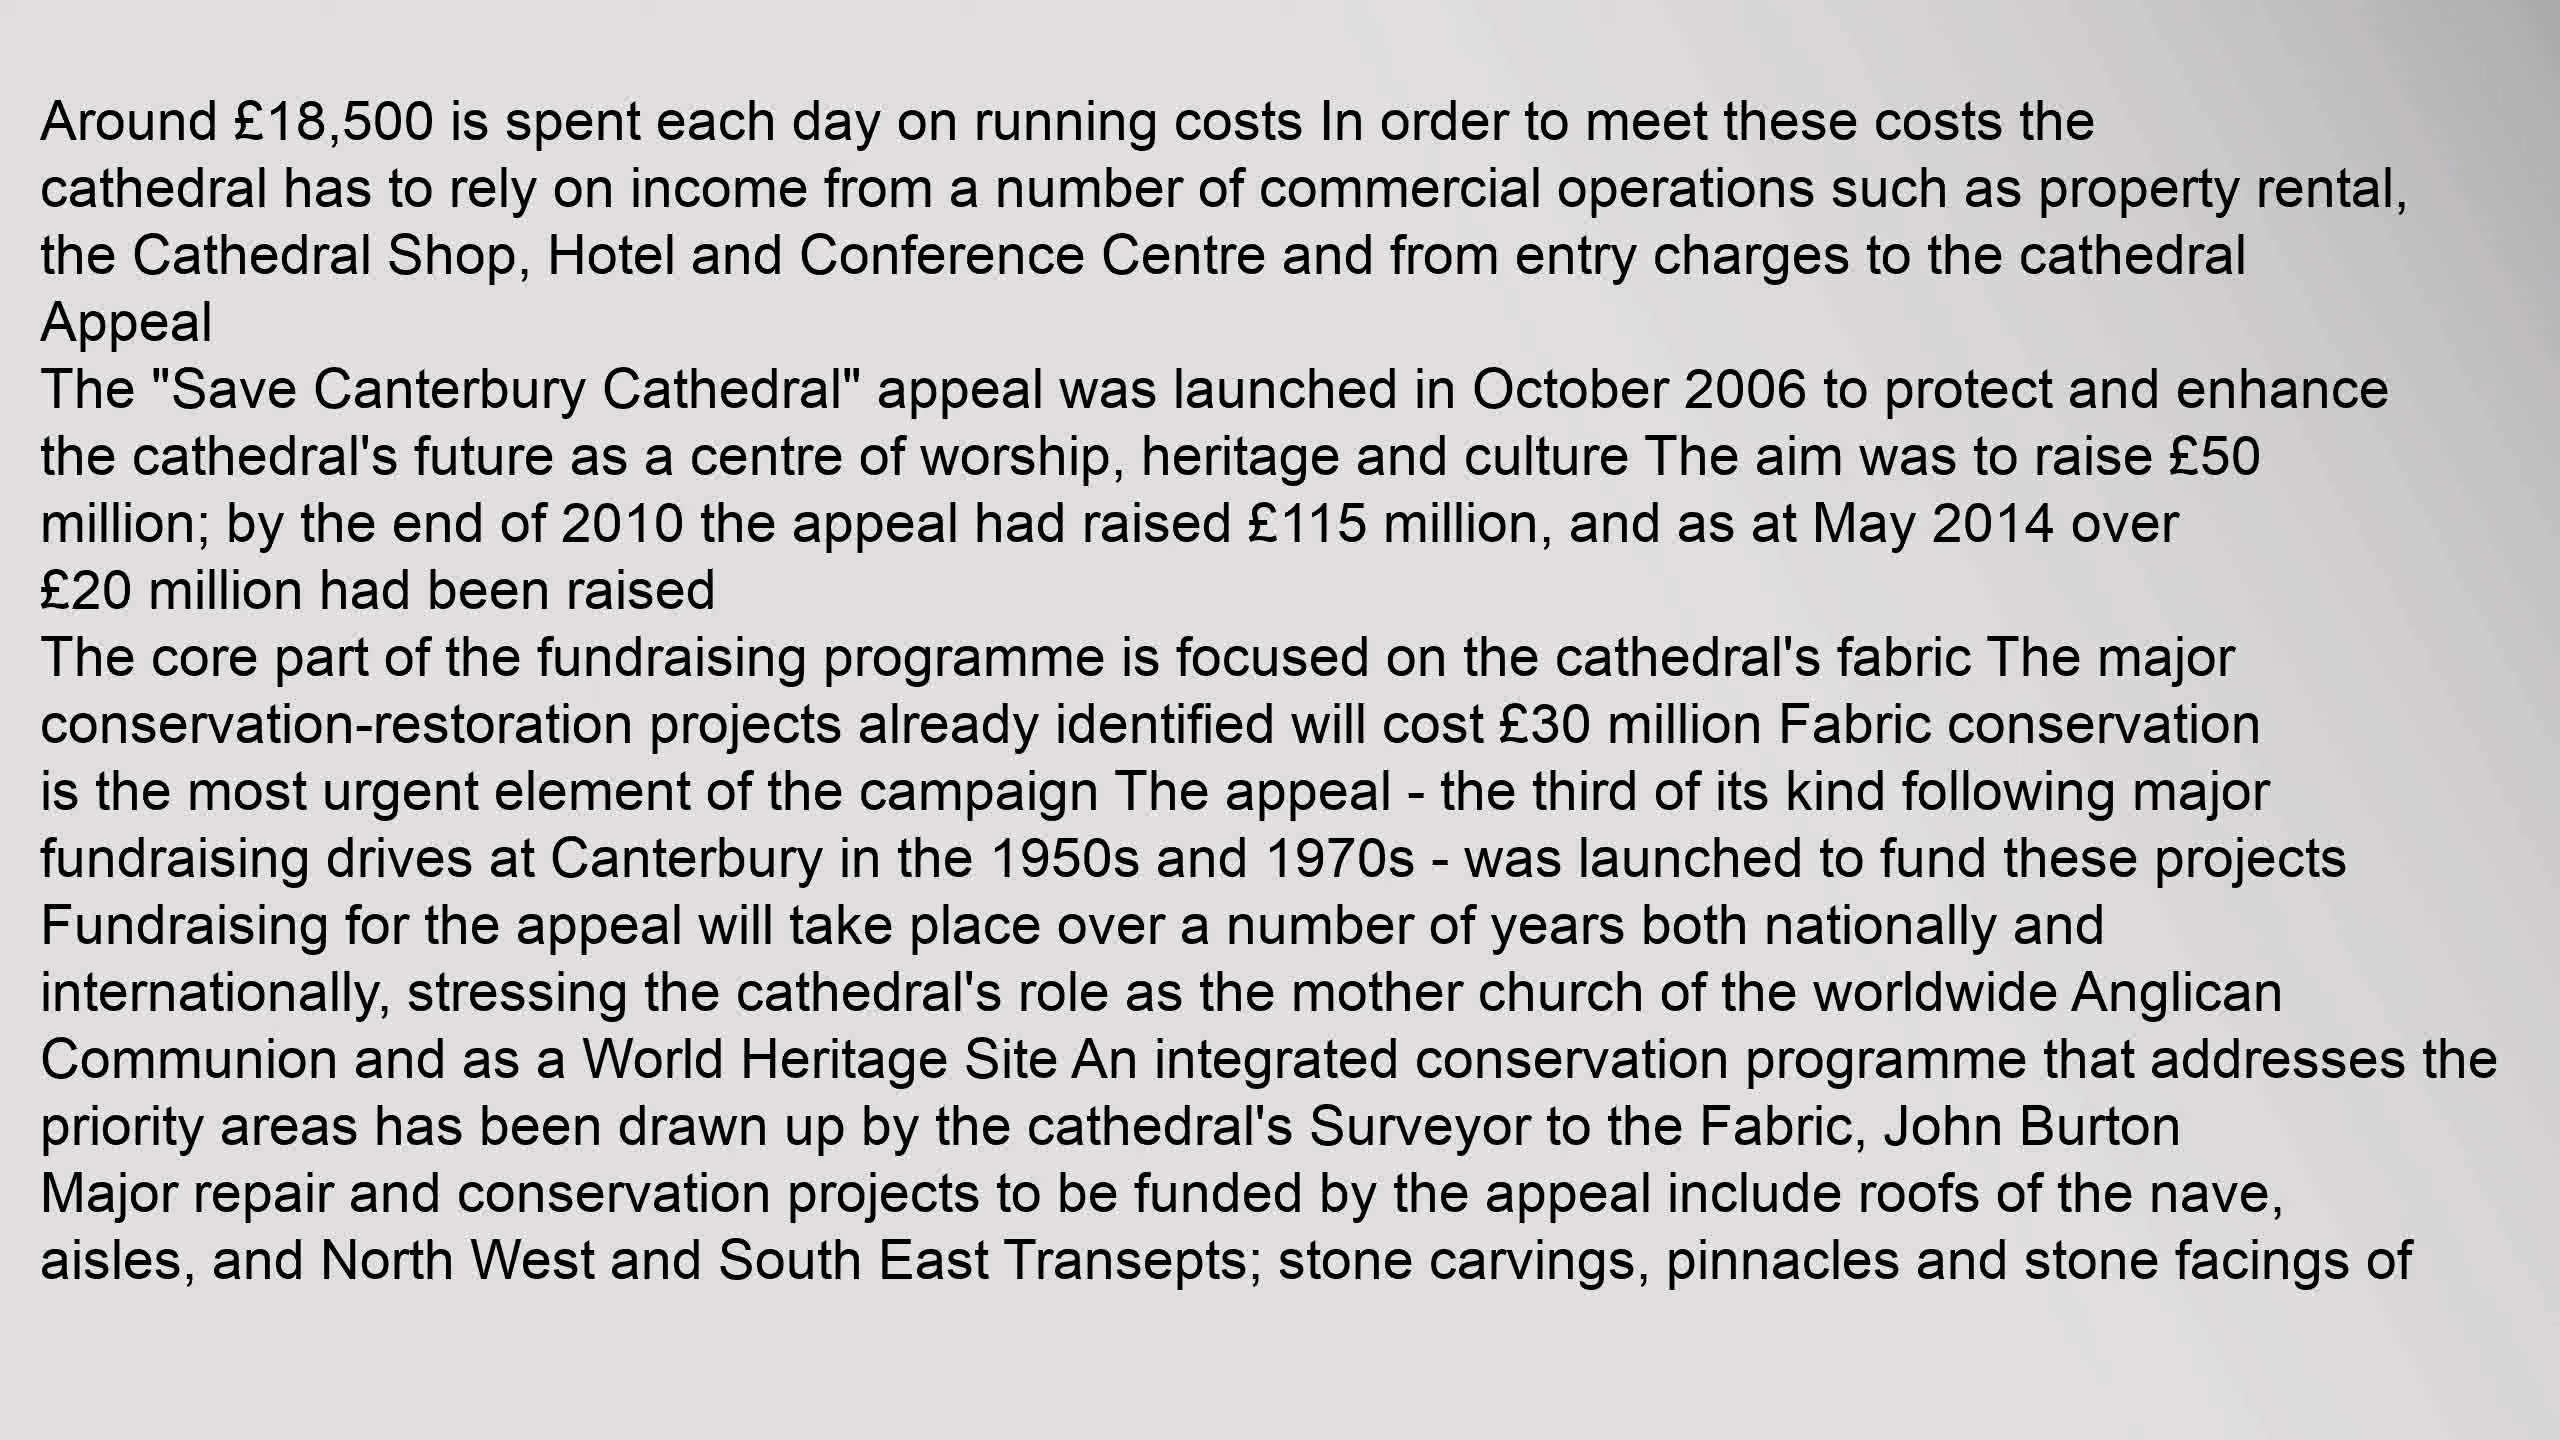 Around £18,500 is spent each day on running costs In order to meet these costs the
cathedral has to rely on income from a number of commercial operations such as property rental,
the Cathedral Shop, Hotel and Conference Centre and from entry charges to the cathedral
Appeal
The "Save Canterbury Cathedral" appeal was launched in October 2006 to protect and enhance
the cathedral's future as a centre of worship, heritage and culture The aim was to raise £50
million; by the end of 2010 the appeal had raised £115 million, and as at May 2014 over
£20 million had been raised
The core part of the fundraising programme is focused on the cathedral's fabric The major
conservation-restoration projects already identified will cost £30 million Fabric conservation
is the most urgent element of the campaign The appeal - the third of its kind following major
fundraising drives at Canterbury in the 1950s and 1970s - was launched to fund these projects
Fundraising for the appeal will take place over a number of years both nationally and
internationally, stressing the cathedral's role as the mother church of the worldwide Anglican
Communion and as a World Heritage Site An integrated conservation programme that addresses the
priority areas has been drawn up by the cathedral's Surveyor to the Fabric, John Burton
Major repair and conservation projects to be funded by the appeal include roofs of the nave,
aisles, and North West and South East Transepts; stone carvings, pinnacles and stone facings of